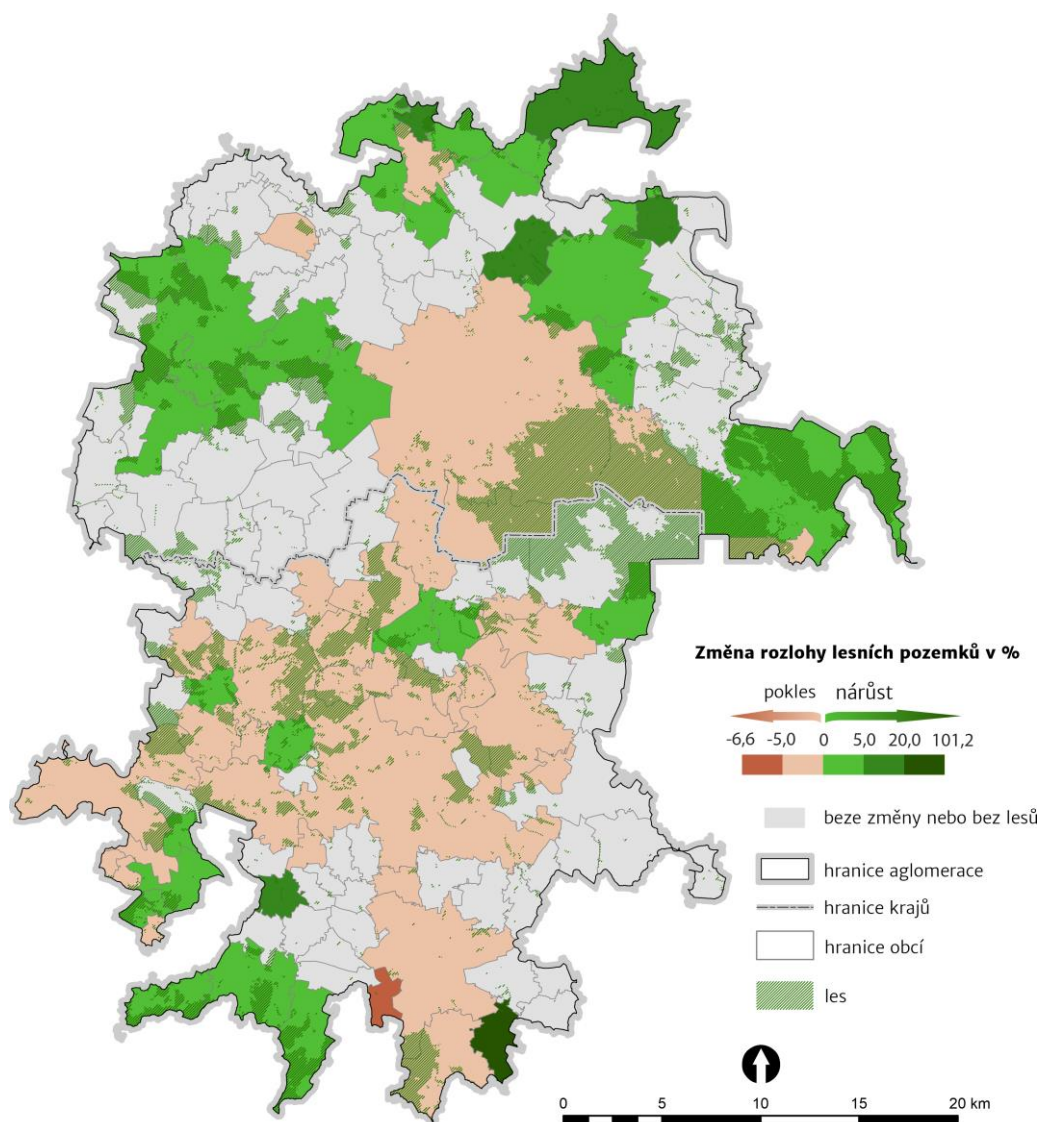 Změna rozlohy lesních pozemků v %
pokles nárůst
-6,6 -5,0 0 5,0 20,0 101,2
beze změny nebo bez lesů
hranice aglomerace
hranice krajů
hranice obcí
les
0 5 10 15 20 km